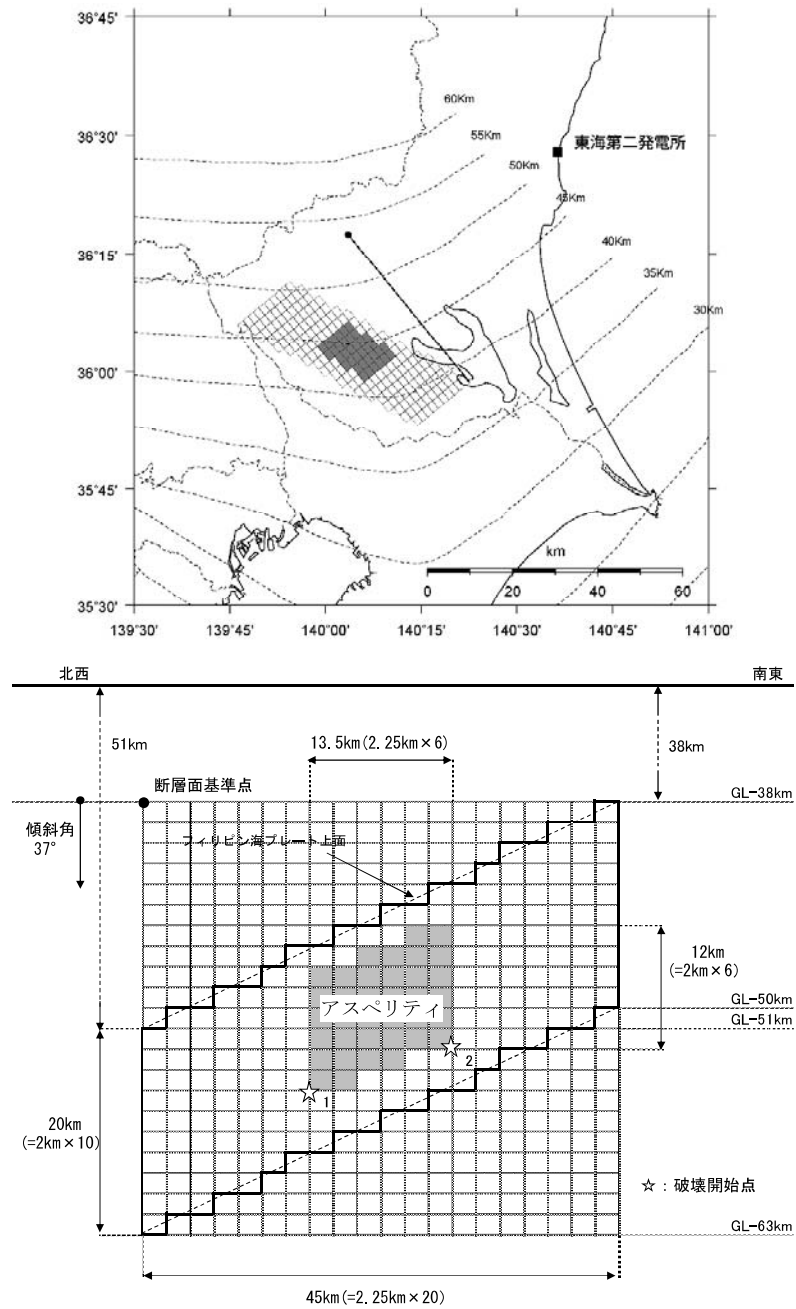 36°45'
36°30'
36°15'
36°00'
35°45'
35°30'
139°30'
139°45'
140°00'
140°15'
140°30'
140°45'
141°00'
60Km
55Km
50Km
45Km
40Km
35Km
30Km
東海第二発電所
km
0
20
40
60
北西
南東
51km
13.5km(2.25km×6)
38km
断層面基準点
GL-38km
傾斜角
37°
フィリピン海プレート上面
12km
(=2km×6)
アスペリティ
GL-50km
GL-51km
2
1
20km
(=2km×10)
☆：破壊開始点
GL-63km
45km(=2.25km×20)